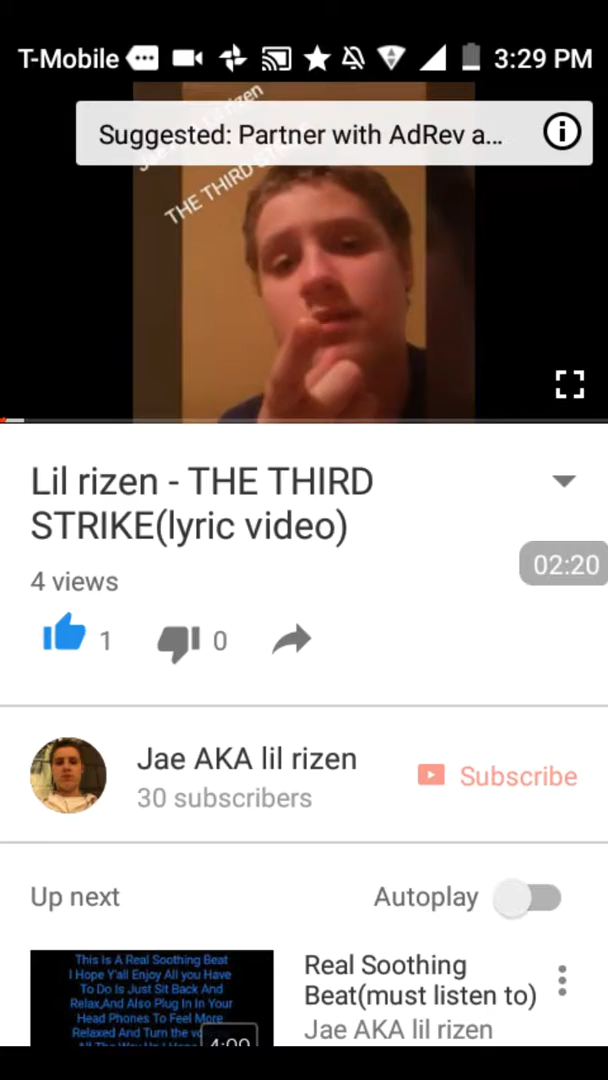 T-Mobile 3:29 PM
Suggested: Partner with AdRev a...
rizen
THE THIRD
Lil rizen - THE THIRD
STRIKE(lyric video)
02:20
4 views
1 0
Jae AKA lil rizen
Subscribe
30 subscribers
Up next Autoplay
This Is A Real Soothing Beat
I Hope Y'all Enjoy All you Have
To Do Is Just Sit Back And
Relax,And Also Plug In In Your
Head Phones To Feel More
Relaxed And Turn the
4:00
Real Soothing
Beat(must listen to)
Jae AKA lil rizen